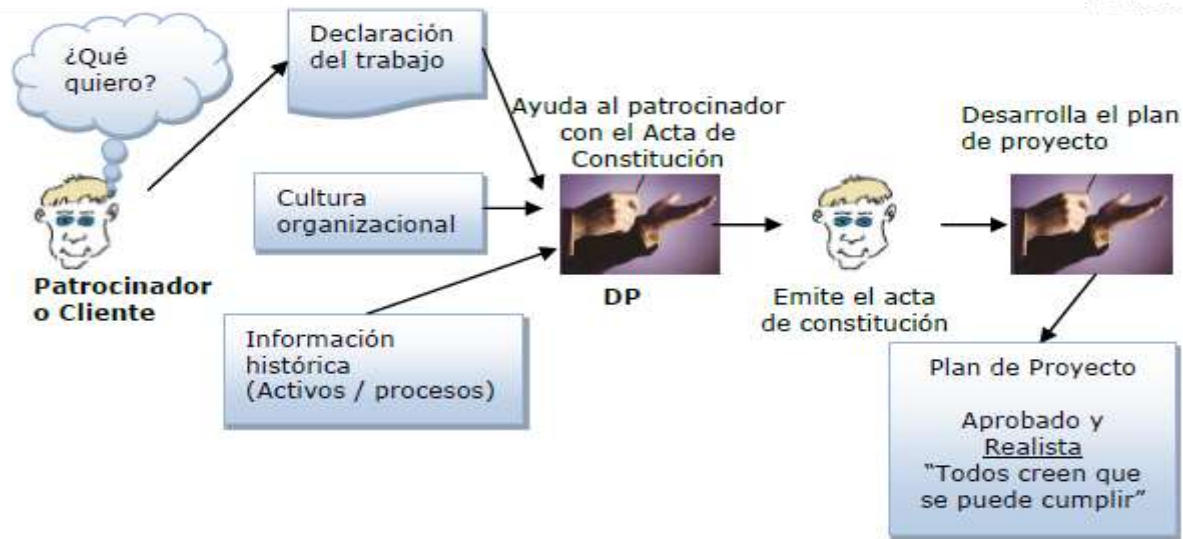 ¿Qué
quiero?
Patrocinador
o Cliente
Declaración
del trabajo
Cultura
organizacional
Información
histórica
(Activos / procesos)
Ayuda al patrocinador
con el Acta de
Constitución
DP
Emite el acta
de constitución
Desarrolla el plan
de proyecto
Plan de Proyecto
Aprobado y
Realista
“Todos creen que
se puede cumplir”